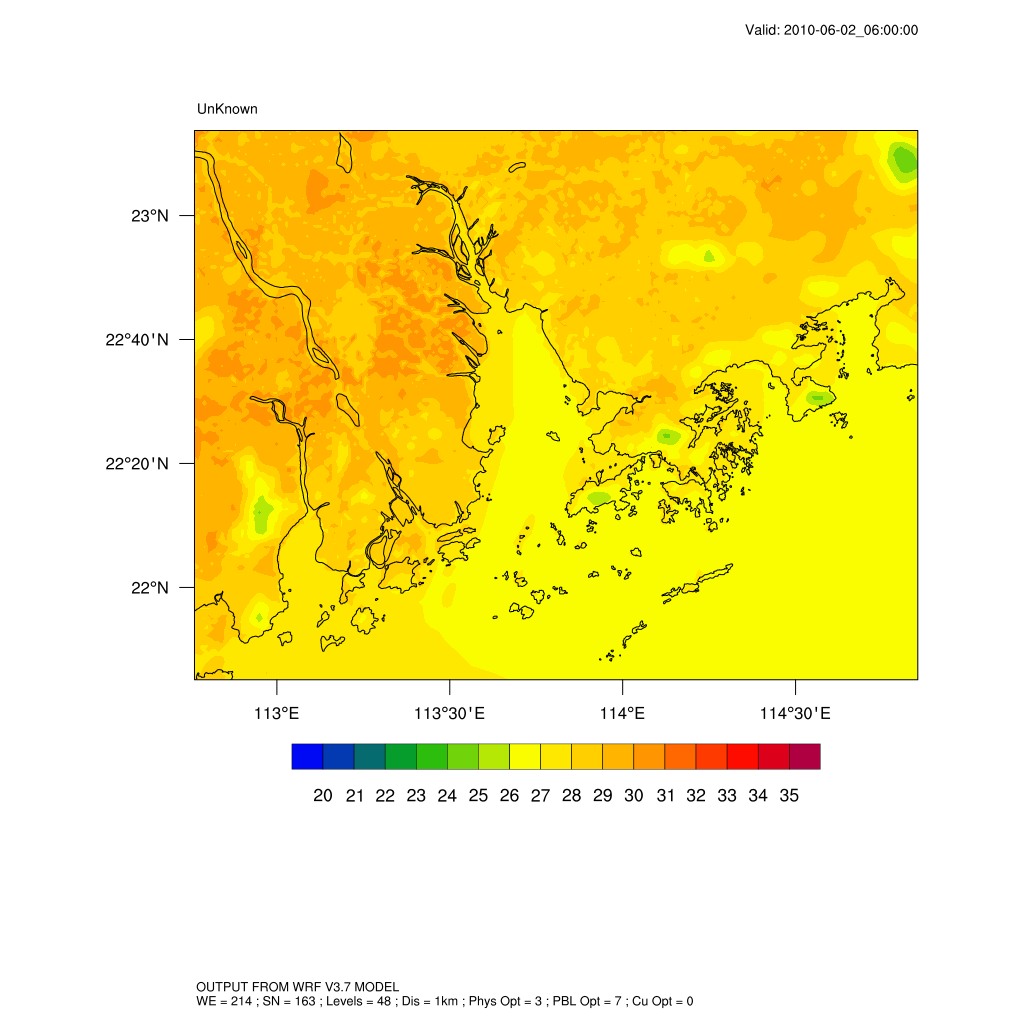 Valid: 2010-06-02_06:00:00
UnKnown
23°N
22°40'N
22°20'N
22°N
113°E 113°30'E 114°E 114°30'E
20 21 22 23 24 25 26 27 28 29 30 31 32 33 34 35
OUTPUT FROM WRF V3.7 MODEL
WE = 214 ; SN = 163 ; Levels = 48 ; Dis = 1km ; Phys Opt = 3 ; PBL Opt = 7 ; Cu Opt = 0